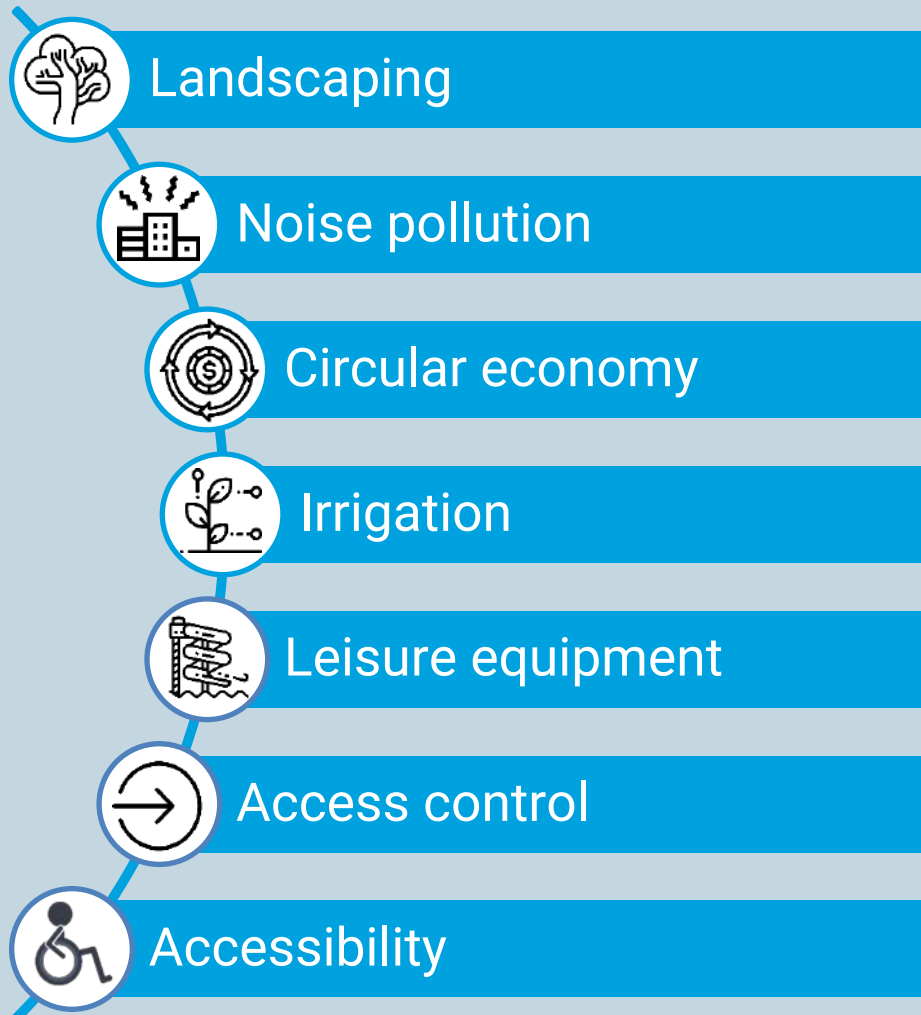 Landscaping
Noise pollution
Circular economy
Irrigation
Leisure equipment
Access control
Accessibility